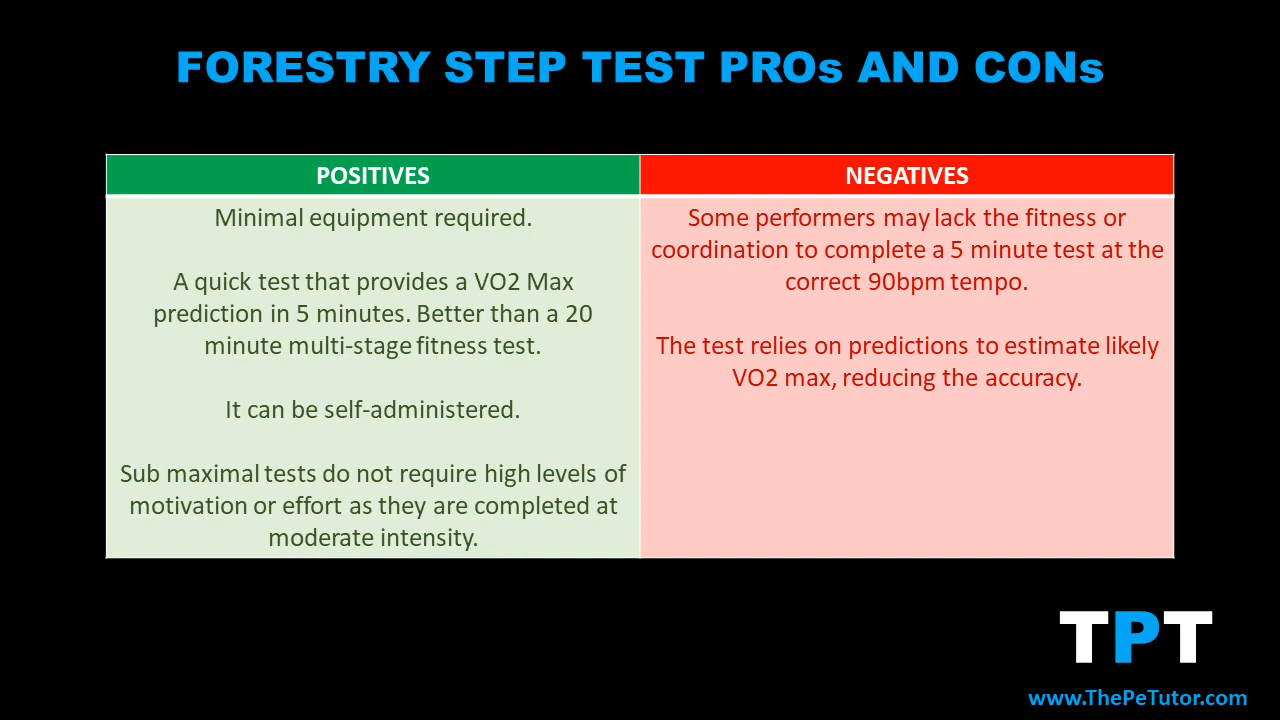 FORESTRY STEP TEST PROs AND CONs
POSITIVES
Minimal equipment required.
A quick test that provides a VO2 Max
prediction in 5 minutes. Better than a 20
minute multi-stage fitness test.
It can be self-administered.
Sub maximal tests do not require high levels of
motivation or effort as they are completed at
moderate intensity.
NEGATIVES
Some performers may lack the fitness or
coordination to complete a 5 minute test at the
correct 90bpm tempo.
The test relies on predictions to estimate likely
VO2 max, reducing the accuracy.
TPT
www.ThePeTutor.com